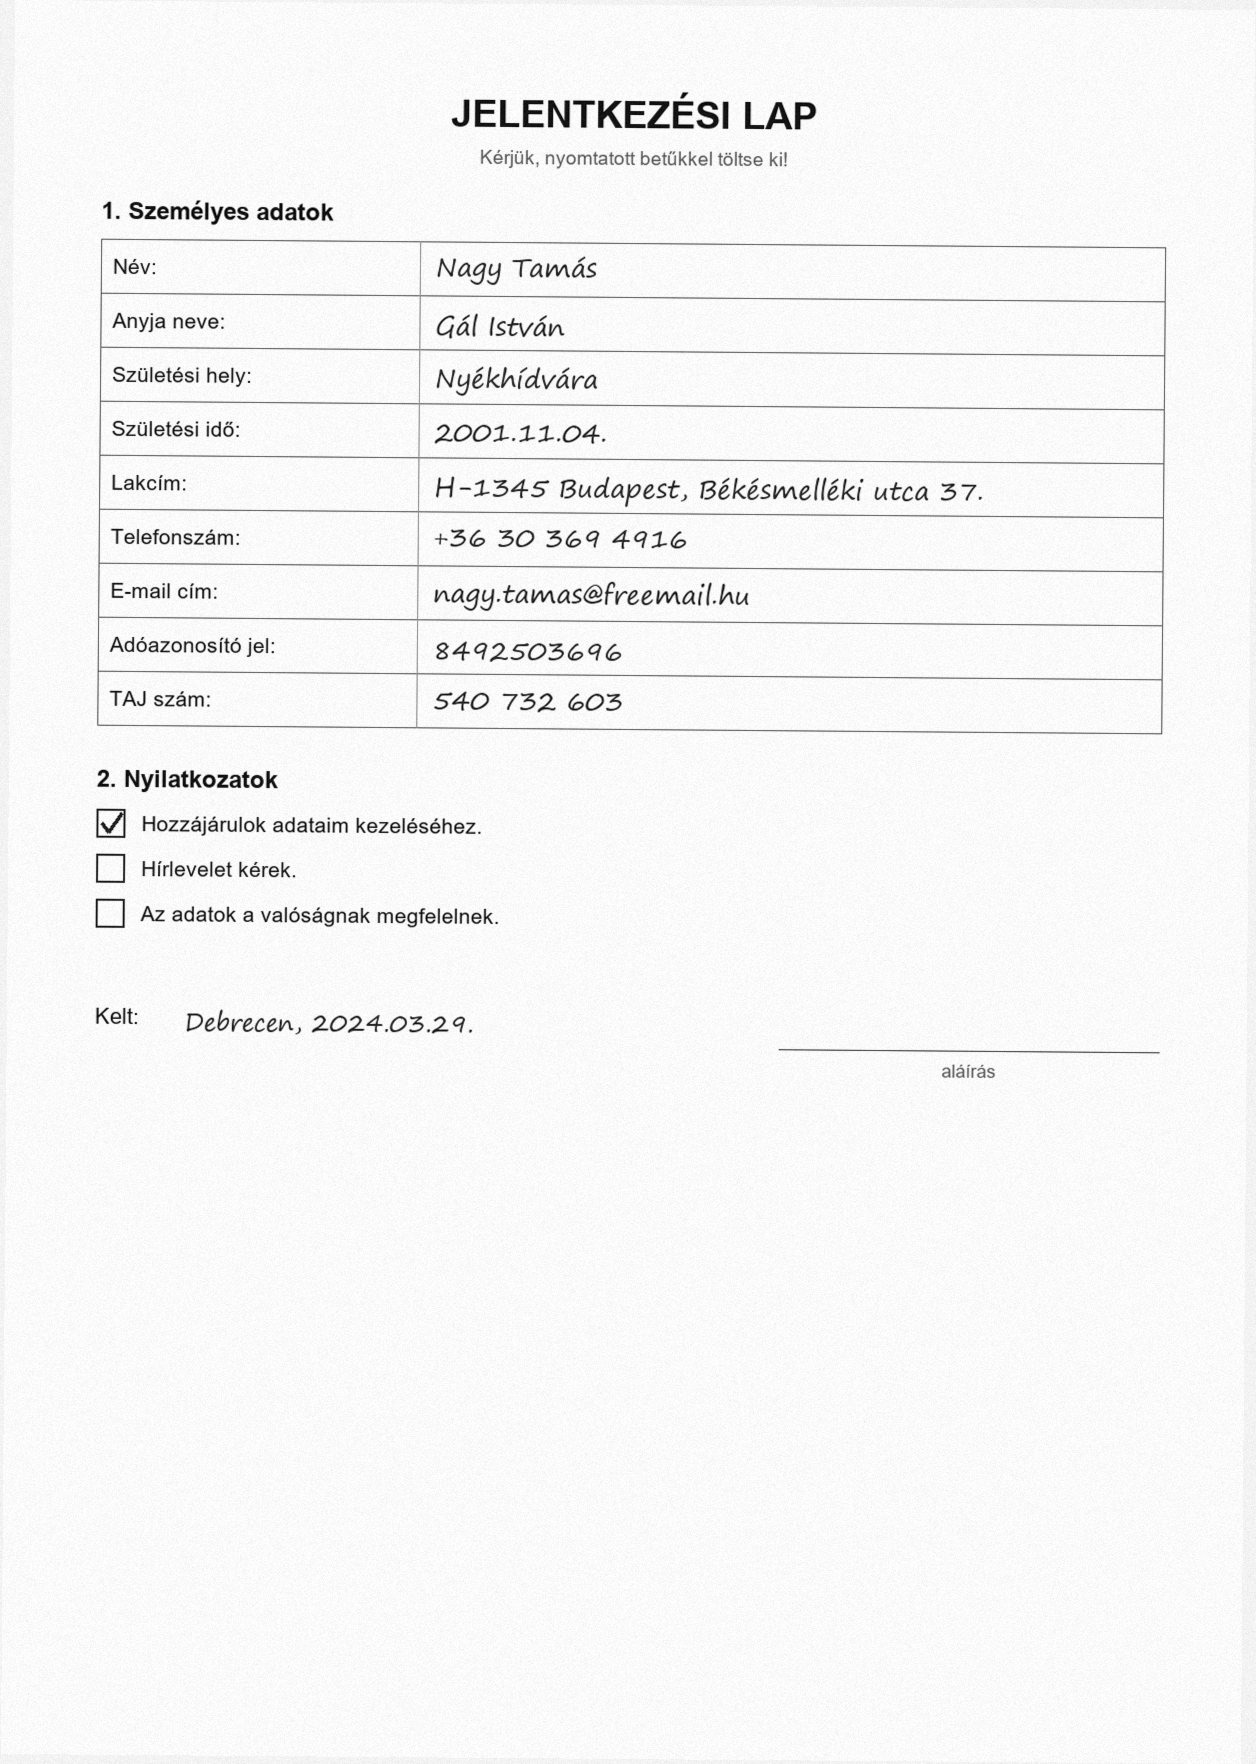 JELENTKEZÉSI LAP
Kérjük, nyomtatott betűkkel töltse ki!
1. Személyes adatok
Név: Nagy Tamás
Anyja neve: Gál István
Születési hely: Nyékhídvára
Születési idő: 2001.11.04.
Lakcím: H-1345 Budapest, Békésmelléki utca 37.
Telefonszám: +36 30 369 4916
E-mail cím: nagy.tamas@freemail.hu
Adóazonosító jel: 8492503696
TAJ szám: 540 732 603
2. Nyilatkozatok
Hozzájárulok adataim kezeléséhez.
Hírlevelet kérek.
Az adatok a valóságnak megfelelnek.
Kelt: Debrecen, 2024.03.29.
aláírás